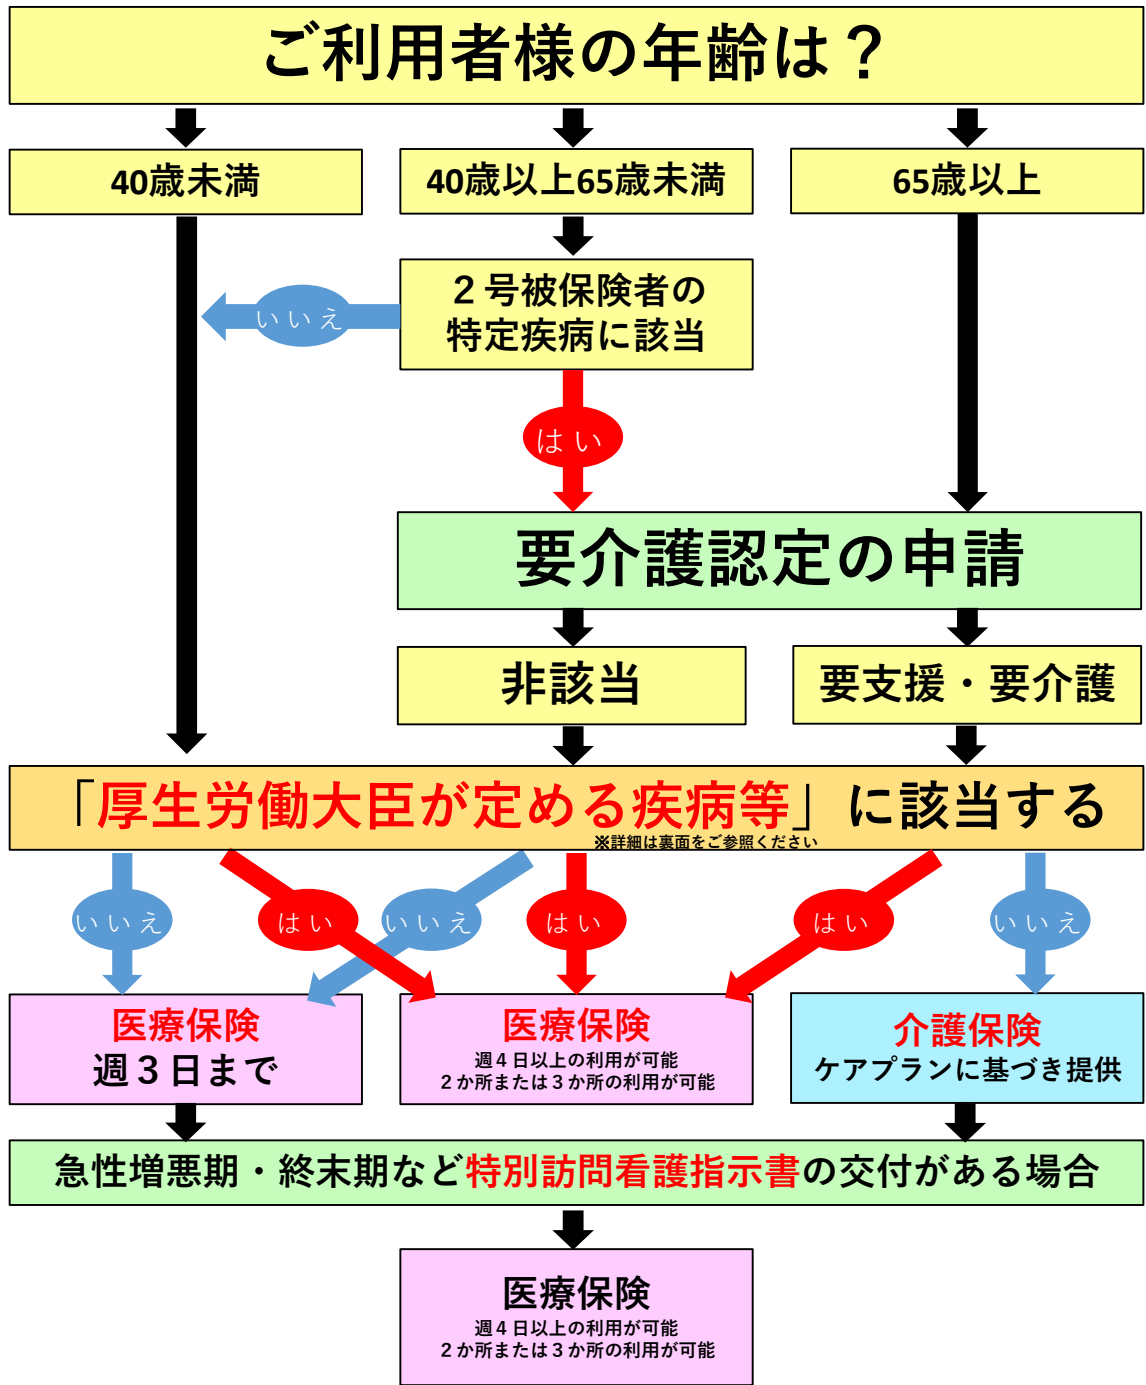 ご利用者様の年齢は？
40歳未満
40歳以上65歳未満
65歳以上
２号被保険者の
特定疾病に該当
いいえ
はい
要介護認定の申請
非該当
要支援・要介護
「厚生労働大臣が定める疾病等」に該当する
※詳細は裏面をご参照ください
いいえ
はい
いいえ
はい
はい
いいえ
医療保険
週３日まで
医療保険
週４日以上の利用が可能
２か所または３か所の利用が可能
介護保険
ケアプランに基づき提供
急性増悪期・終末期など特別訪問看護指示書の交付がある場合
医療保険
週４日以上の利用が可能
２か所または３か所の利用が可能